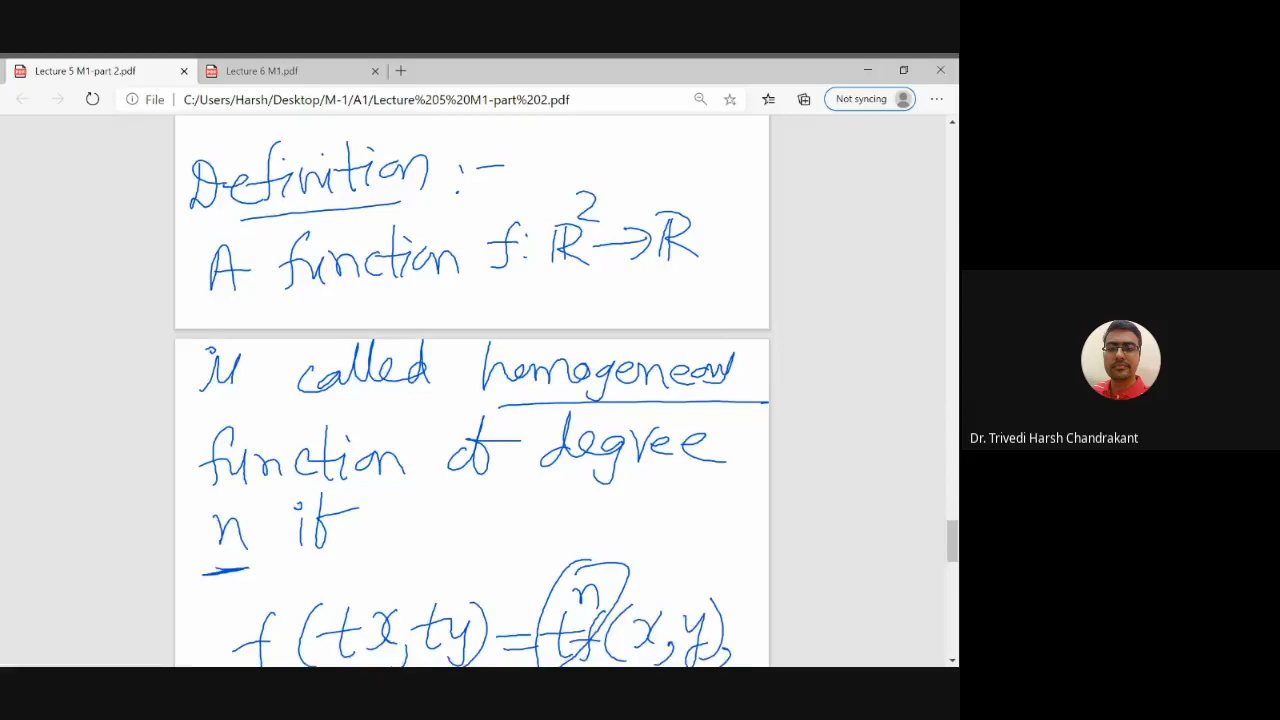 Lecture 5 M1-part 2.pdf
Lecture 6 M1.pdf
File
C:/Users/Harsh/Desktop/M-1/A1/Lecture%205%20M1-part%202.pdf
Not syncing
Definition :-
A function f: ℝ² → ℝ
is called homogeneous
function of degree
n if
f(tx, ty) = tⁿf(x, y),
Dr. Trivedi Harsh Chandrakant